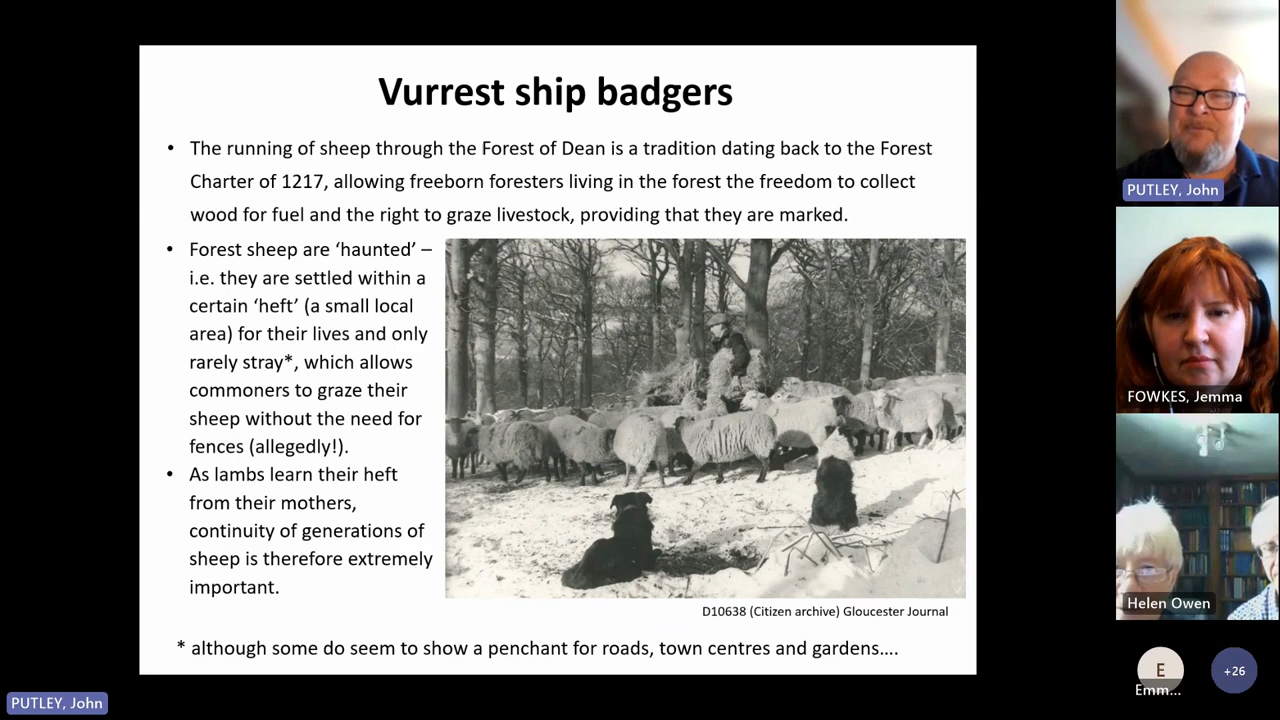 Vurrest ship badgers
• The running of sheep through the Forest of Dean is a tradition dating back to the Forest
Charter of 1217, allowing freeborn foresters living in the forest the freedom to collect
wood for fuel and the right to graze livestock, providing that they are marked.
• Forest sheep are ‘haunted’ –
i.e. they are settled within a
certain ‘heft’ (a small local
area) for their lives and only
rarely stray*, which allows
commoners to graze their
sheep without the need for
fences (allegedly!).
• As lambs learn their heft
from their mothers,
continuity of generations of
sheep is therefore extremely
important.
D10638 (Citizen archive) Gloucester Journal
* although some do seem to show a penchant for roads, town centres and gardens….
PUTLEY, John
PUTLEY, John
FOWKES, Jemma
Helen Owen
E
Emm...
+26